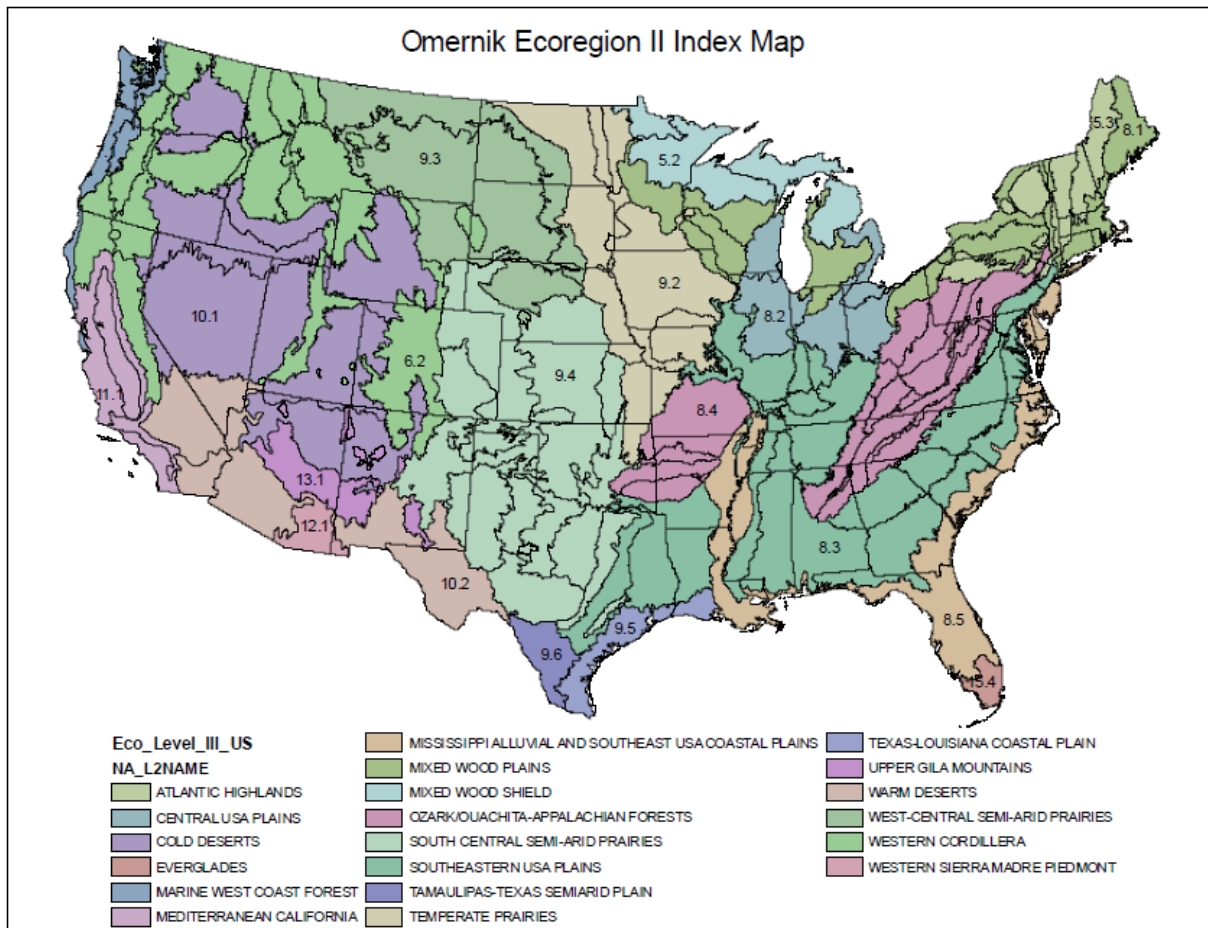 Omernik Ecoregion II Index Map
5.3
8.1
5.2
9.3
9.2
10.1
8.2
6.2
9.4
11.1
8.4
13.1
12.1
8.3
10.2
9.5
8.5
9.6
15.4
Eco_Level_III_US
NA_L2NAME
ATLANTIC HIGHLANDS
CENTRAL USA PLAINS
COLD DESERTS
EVERGLADES
MARINE WEST COAST FOREST
MEDITERRANEAN CALIFORNIA
MISSISSIPPI ALLUVIAL AND SOUTHEAST USA COASTAL PLAINS
MIXED WOOD PLAINS
MIXED WOOD SHIELD
OZARK/OUACHITA-APPALACHIAN FORESTS
SOUTH CENTRAL SEMI-ARID PRAIRIES
SOUTHEASTERN USA PLAINS
TAMAULIPAS-TEXAS SEMIARID PLAIN
TEMPERATE PRAIRIES
TEXAS-LOUISIANA COASTAL PLAIN
UPPER GILA MOUNTAINS
WARM DESERTS
WEST-CENTRAL SEMI-ARID PRAIRIES
WESTERN CORDILLERA
WESTERN SIERRA MADRE PIEDMONT